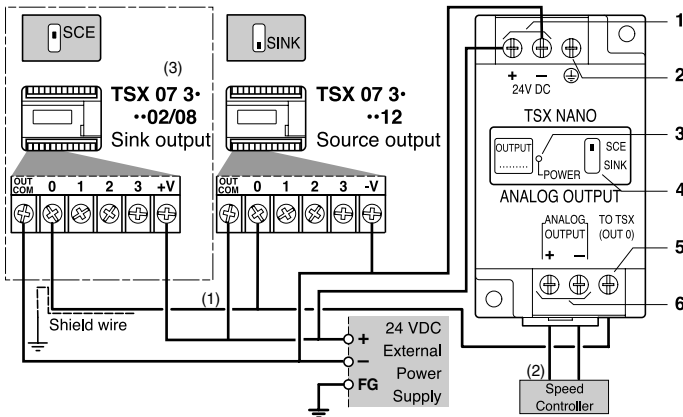 SCE
(3)
TSX 07 3•
••02/08
Sink output
OUT COM 0 1 2 3 +V
SINK
TSX 07 3•
••12
Source output
OUT COM 0 1 2 3 -V
(1)
Shield wire
+
−
FG
24 VDC
External
Power
Supply
1
+ −
24V DC
2
TSX NANO
OUTPUT
.........
POWER
SCE
SINK
3
4
ANALOG OUTPUT
ANALOG
OUTPUT
+ −
TO TSX
(OUT 0)
5
6
(2)
Speed
Controller